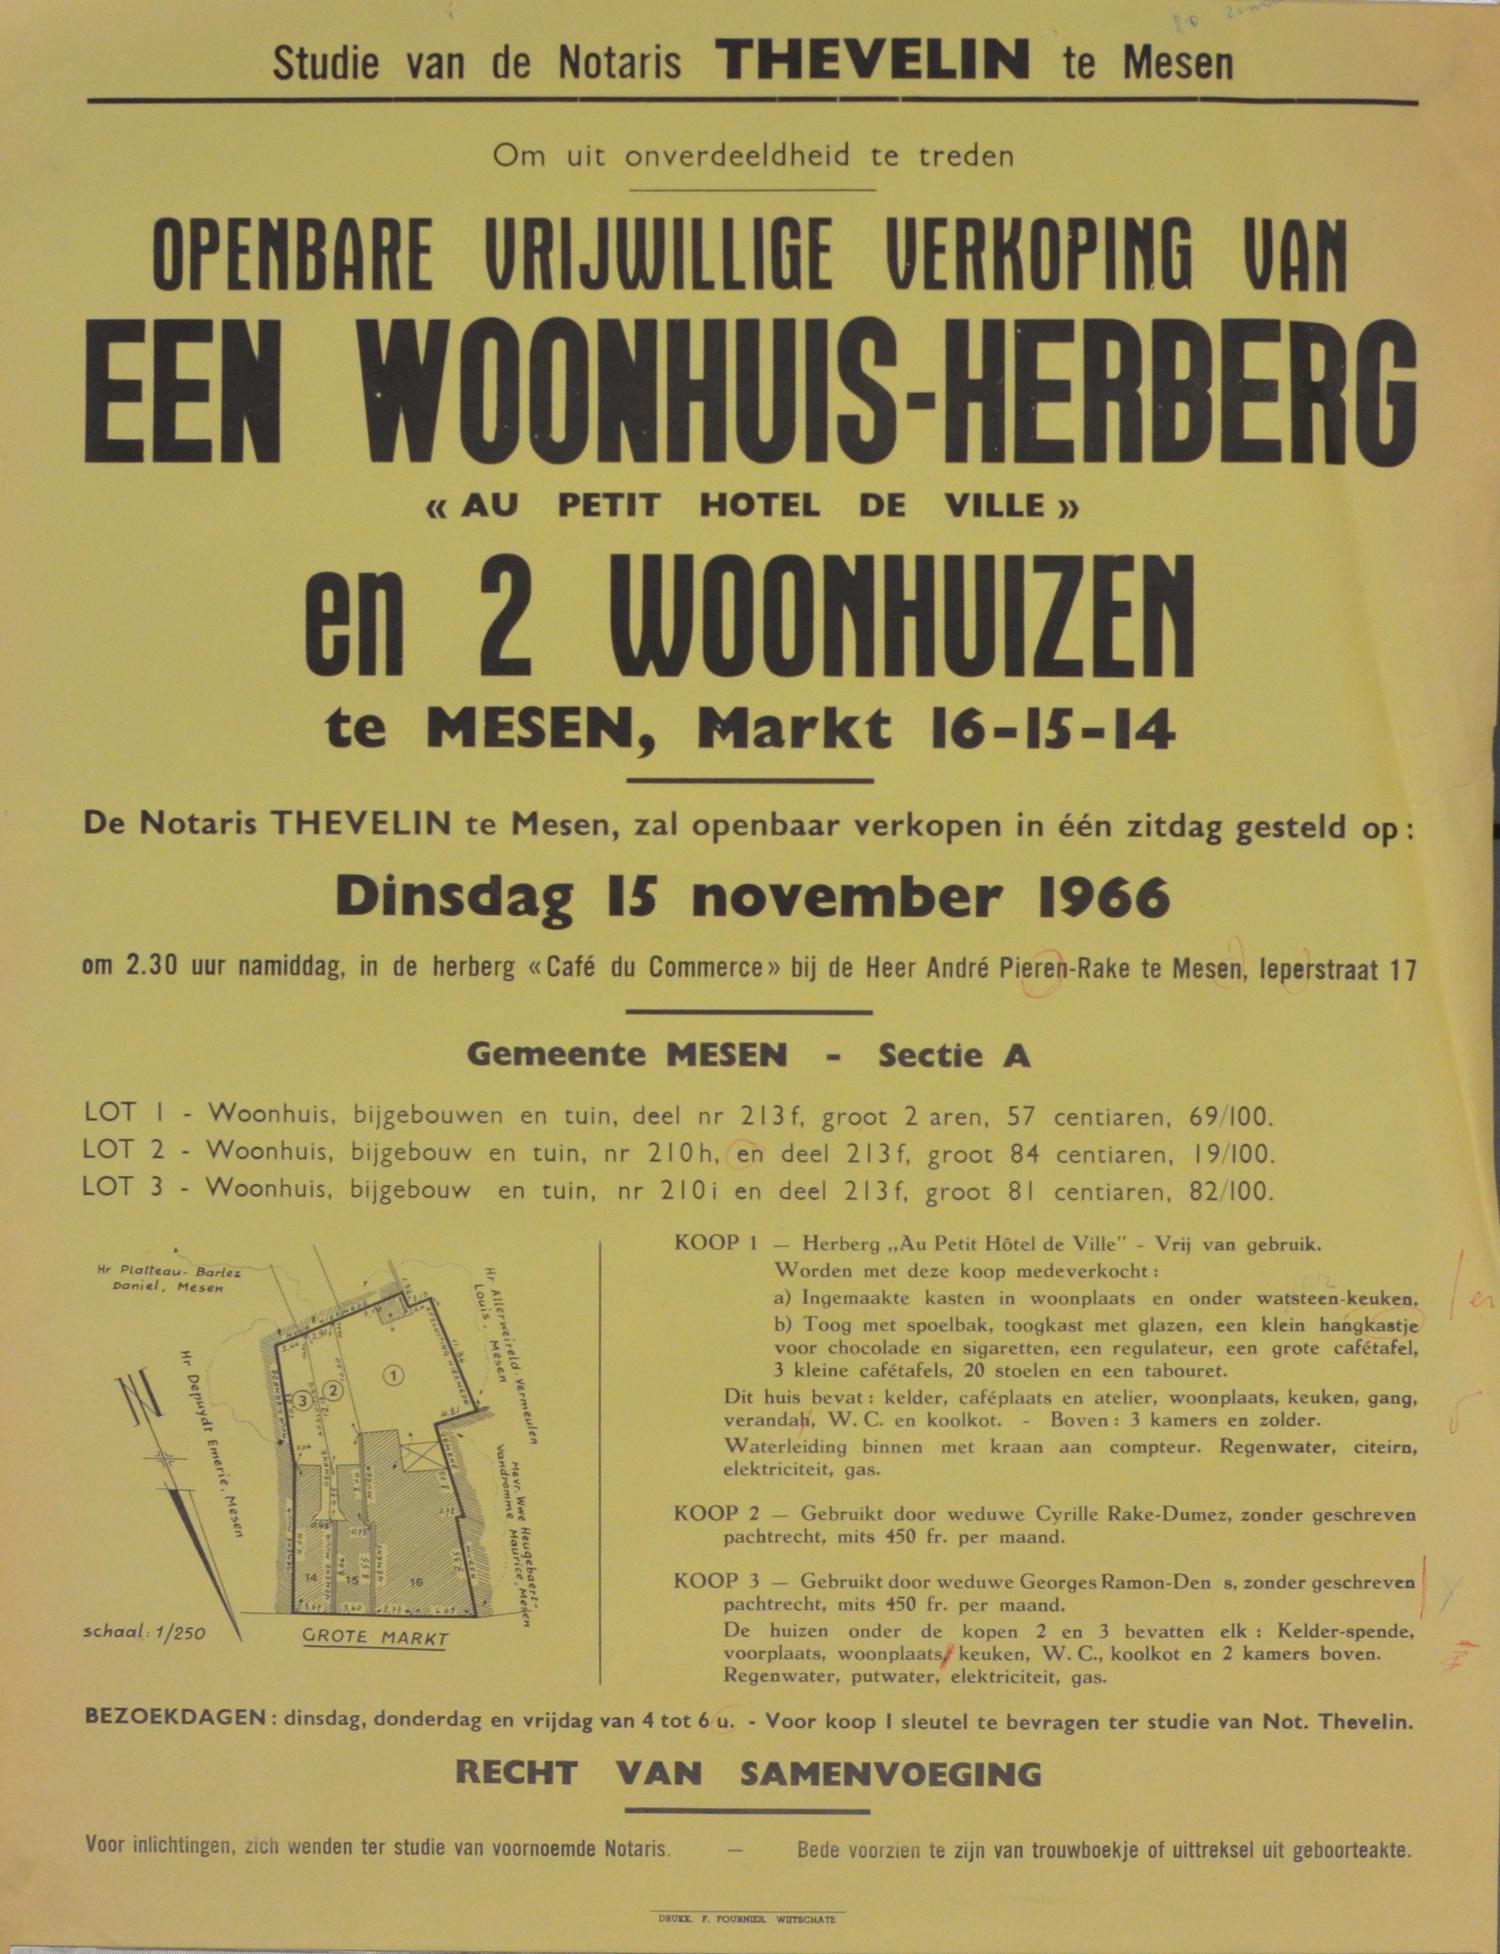 Studie van de Notaris THEVELIN te Mesen
Om uit onverdeeldheid te treden
OPENBARE VRIJWILLIGE VERKOPING VAN
EEN WOONHUIS-HERBERG
« AU PETIT HOTEL DE VILLE »
en 2 WOONHUIZEN
te MESEN, Markt 16-15-14
De Notaris THEVELIN te Mesen, zal openbaar verkopen in één zitdag gesteld op :
Dinsdag 15 november 1966
om 2.30 uur namiddag, in de herberg « Café du Commerce » bij de Heer André Pieren-Rake te Mesen, Ieperstraat 17
Gemeente MESEN - Sectie A
LOT 1 - Woonhuis, bijgebouwen en tuin, deel nr 213f, groot 2 aren, 57 centiaren, 69/100.
LOT 2 - Woonhuis, bijgebouw en tuin, nr 210h, en deel 213f, groot 84 centiaren, 19/100.
LOT 3 - Woonhuis, bijgebouw en tuin, nr 210i en deel 213f, groot 81 centiaren, 82/100.
Hr Platteau-Barlez
Daniel, Mesen
Hr Allerweireld-Vermeulen
Louis, Mesen
Hr Depuydt Emerie, Mesen
Mevr. Wwe Heugebaert-
Vandromme Maurice, Mesen
N
1
2
3
14
15
16
schaal: 1/250
GROTE MARKT
KOOP 1 — Herberg „Au Petit Hôtel de Ville" - Vrij van gebruik.
Worden met deze koop medeverkocht :
a) Ingemaakte kasten in woonplaats en onder watsteen-keuken.
b) Toog met spoelbak, toogkast met glazen, een klein hangkastje
voor chocolade en sigaretten, een regulateur, een grote cafétafel,
3 kleine cafétafels, 20 stoelen en een tabouret.
Dit huis bevat : kelder, caféplaats en atelier, woonplaats, keuken, gang,
verandah, W. C. en koolkot. - Boven : 3 kamers en zolder.
Waterleiding binnen met kraan aan compteur. Regenwater, citeirn,
elektriciteit, gas.
KOOP 2 — Gebruikt door weduwe Cyrille Rake-Dumez, zonder geschreven
pachtrecht, mits 450 fr. per maand.
KOOP 3 — Gebruikt door weduwe Georges Ramon-Den s, zonder geschreven
pachtrecht, mits 450 fr. per maand.
De huizen onder de kopen 2 en 3 bevatten elk : Kelder-spende,
voorplaats, woonplaats, keuken, W. C., koolkot en 2 kamers boven.
Regenwater, putwater, elektriciteit, gas.
BEZOEKDAGEN : dinsdag, donderdag en vrijdag van 4 tot 6 u. - Voor koop 1 sleutel te bevragen ter studie van Not. Thevelin.
RECHT VAN SAMENVOEGING
Voor inlichtingen, zich wenden ter studie van voornoemde Notaris. — Bede voorzien te zijn van trouwboekje of uittreksel uit geboorteakte.
DRUKK. F. FOURNIER, WIJTSCHATE